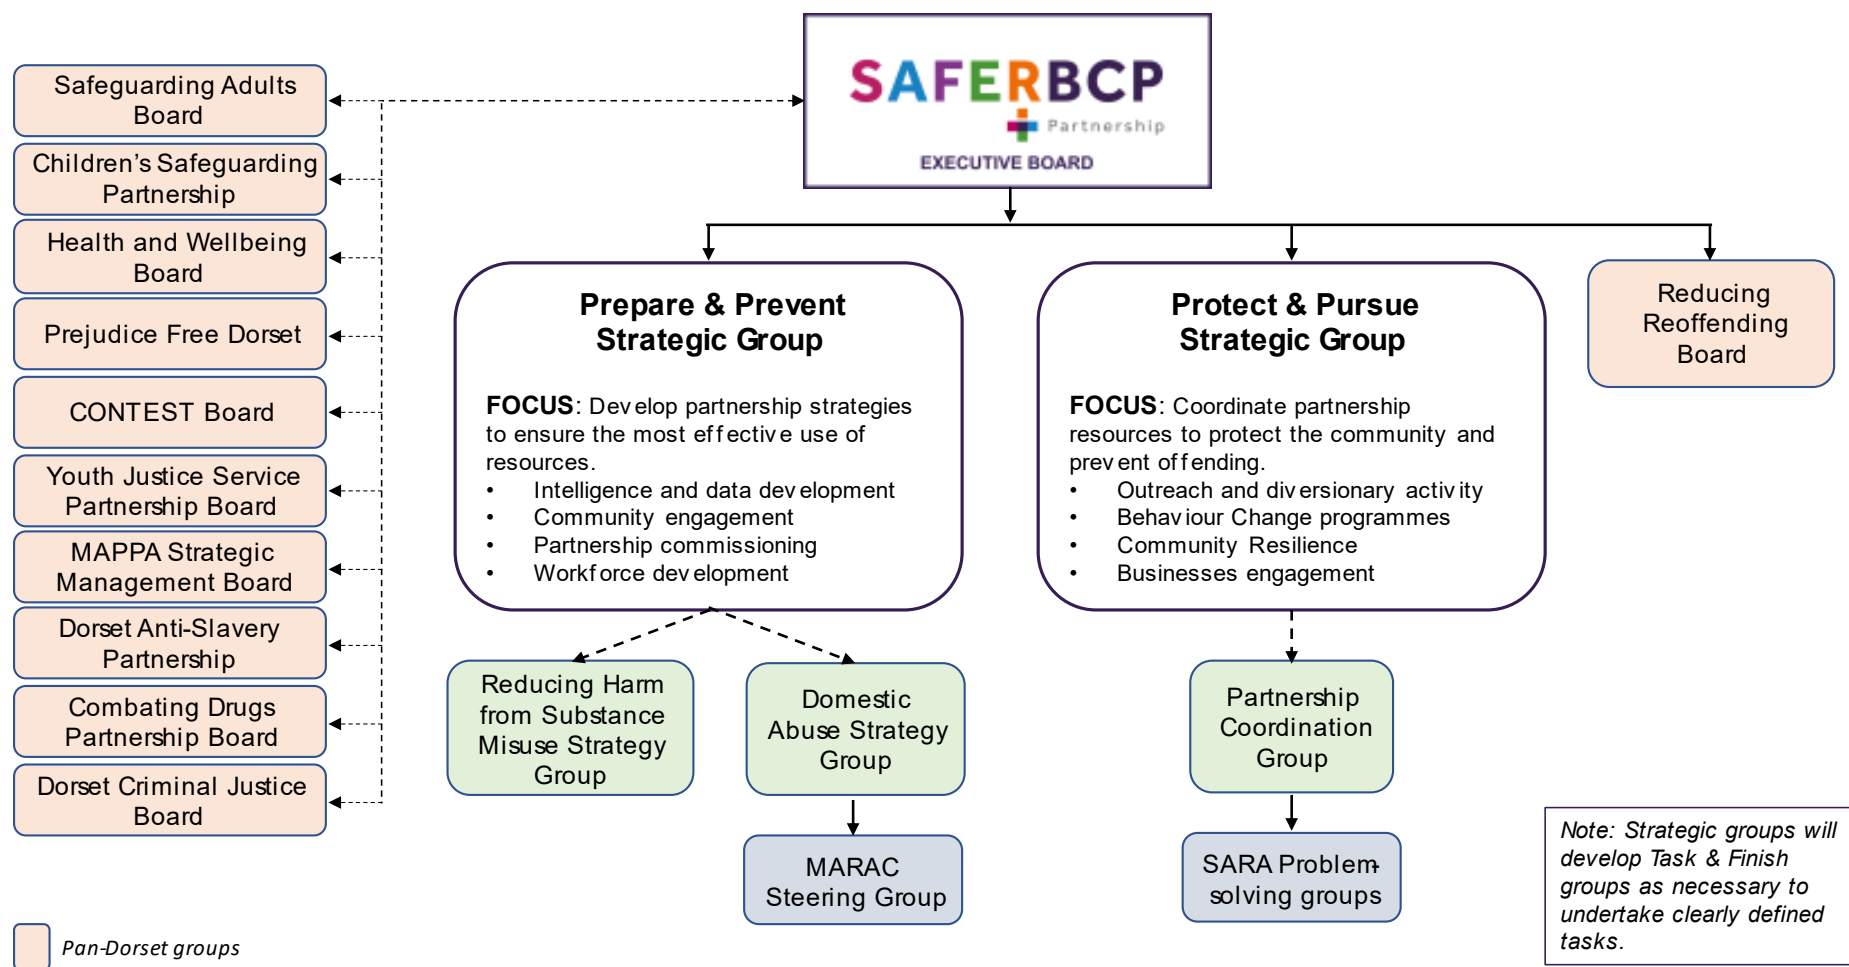 SAFERBCP
Partnership
EXECUTIVE BOARD
Safeguarding Adults
Board
Children’s Safeguarding
Partnership
Health and Wellbeing
Board
Prejudice Free Dorset
CONTEST Board
Youth Justice Service
Partnership Board
MAPPA Strategic
Management Board
Dorset Anti-Slavery
Partnership
Combating Drugs
Partnership Board
Dorset Criminal Justice
Board
Prepare & Prevent
Strategic Group
FOCUS: Develop partnership strategies
to ensure the most effective use of
resources.
• Intelligence and data development
• Community engagement
• Partnership commissioning
• Workforce development
Protect & Pursue
Strategic Group
FOCUS: Coordinate partnership
resources to protect the community and
prevent offending.
• Outreach and diversionary activity
• Behaviour Change programmes
• Community Resilience
• Businesses engagement
Reducing
Reoffending
Board
Reducing Harm
from Substance
Misuse Strategy
Group
Domestic
Abuse Strategy
Group
Partnership
Coordination
Group
MARAC
Steering Group
SARA Problem-
solving groups
Note: Strategic groups will
develop Task & Finish
groups as necessary to
undertake clearly defined
tasks.
Pan-Dorset groups